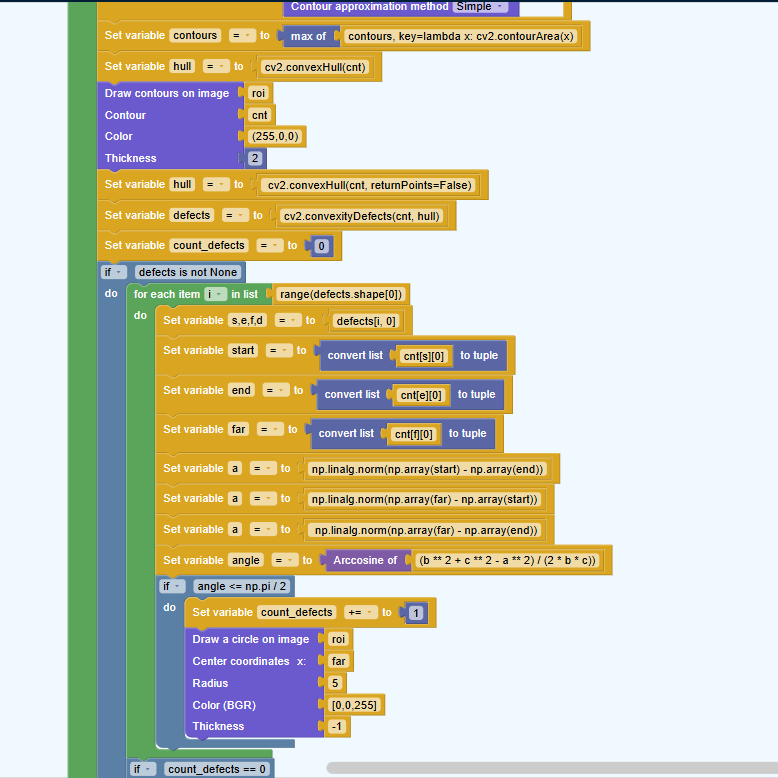 Contour approximation method Simple
Set variable contours = to max of contours, key=lambda x: cv2.contourArea(x)
Set variable hull = to cv2.convexHull(cnt)
Draw contours on image roi
Contour cnt
Color (255,0,0)
Thickness 2
Set variable hull = to cv2.convexHull(cnt, returnPoints=False)
Set variable defects = to cv2.convexityDefects(cnt, hull)
Set variable count_defects = to 0
if defects is not None
do for each item i in list range(defects.shape[0])
do Set variable s,e,f,d = to defects[i, 0]
Set variable start = to convert list cnt[s][0] to tuple
Set variable end = to convert list cnt[e][0] to tuple
Set variable far = to convert list cnt[f][0] to tuple
Set variable a = to np.linalg.norm(np.array(start) - np.array(end))
Set variable a = to np.linalg.norm(np.array(far) - np.array(start))
Set variable a = to np.linalg.norm(np.array(far) - np.array(end))
Set variable angle = to Arccosine of (b ** 2 + c ** 2 - a ** 2) / (2 * b * c))
if angle <= np.pi / 2
do Set variable count_defects += to 1
Draw a circle on image roi
Center coordinates x: far
Radius 5
Color (BGR) [0,0,255]
Thickness -1
if count_defects == 0